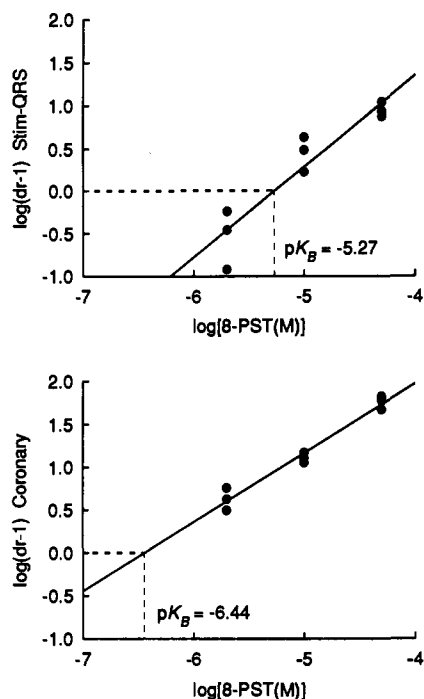 log(dr-1) Stim-QRS
2.0
1.5
1.0
0.5
0.0
-0.5
-1.0
pK_B = -5.27
-7 -6 -5 -4
log[8-PST(M)]
log(dr-1) Coronary
2.0
1.5
1.0
0.5
0.0
-0.5
-1.0
pK_B = -6.44
-7 -6 -5 -4
log[8-PST(M)]